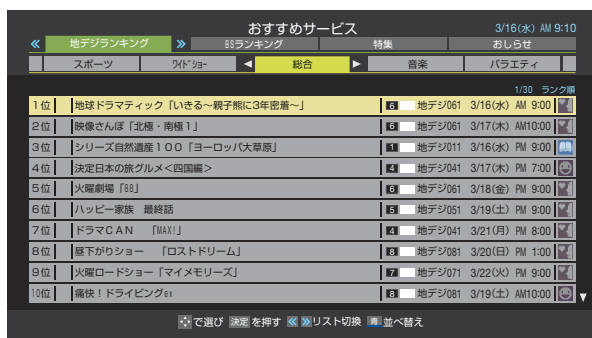 おすすめサービス 3/16(水) AM 9:10
地デジランキング BSランキング 特集 おしらせ
スポーツ ワイドショー 総合 音楽 バラエティ
1/30 ランク順
1位 地球ドラマティック「いきる～親子熊に3年密着～」 6 地デジ061 3/16(水) AM 9:00
2位 映像さんぽ「北極・南極1」 6 地デジ061 3/17(木) AM10:00
3位 シリーズ自然遺産100「ヨーロッパ大草原」 1 地デジ011 3/16(水) PM 9:00
4位 決定日本の旅グルメ＜四国編＞ 4 地デジ041 3/17(木) PM 7:00
5位 火曜劇場「88」 6 地デジ061 3/18(金) PM 9:00
6位 ハッピー家族 最終話 5 地デジ051 3/19(土) PM 9:00
7位 ドラマCAN 「MAX!」 4 地デジ041 3/21(月) PM 8:00
8位 昼下がりショー 「ロストドリーム」 8 地デジ081 3/20(日) PM 1:00
9位 火曜ロードショー「マイメモリーズ」 7 地デジ071 3/22(火) PM 9:00
10位 痛快！ドライビングex 8 地デジ081 3/19(土) AM10:00
で選び 決定 を押す リスト切換 青 並べ替え